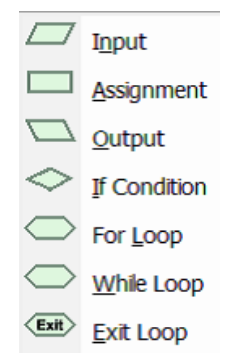 Input
Assignment
Output
If Condition
For Loop
While Loop
Exit Exit Loop